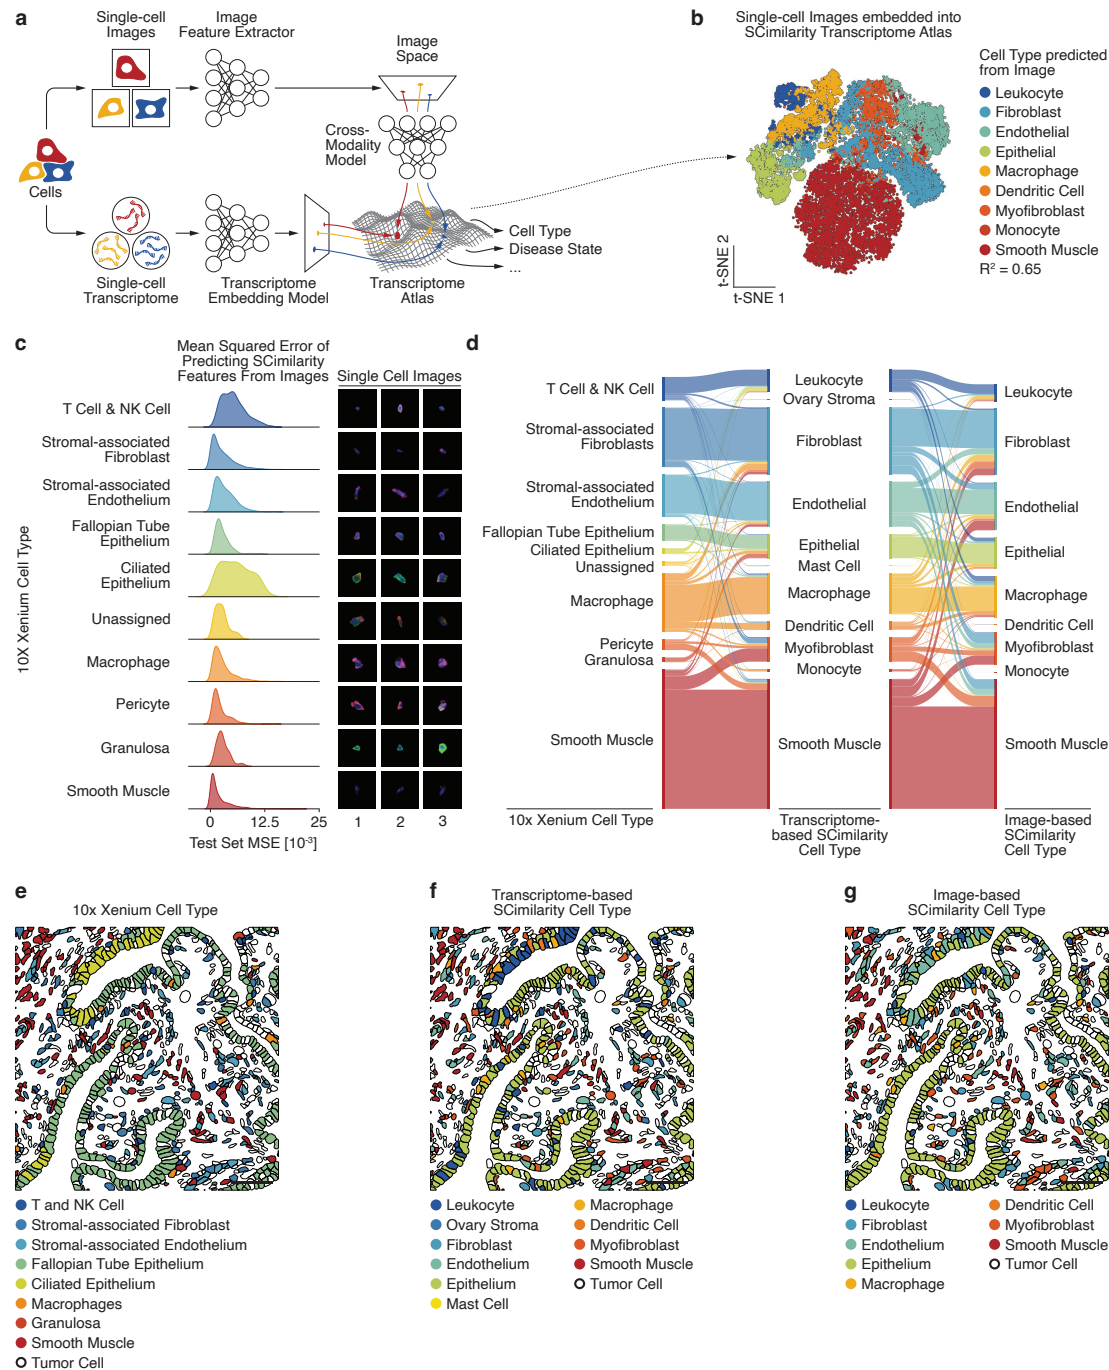 a
Single-cell
Images
Image
Feature Extractor
Image
Space
Cross-
Modality
Model
Cells
Single-cell
Transcriptome
Transcriptome
Embedding Model
Transcriptome
Atlas
Cell Type
Disease State
...
b
Single-cell Images embedded into
SCimilarity Transcriptome Atlas
Cell Type predicted
from Image
Leukocyte
Fibroblast
Endothelial
Epithelial
Macrophage
Dendritic Cell
Myofibroblast
Monocyte
Smooth Muscle
R² = 0.65
t-SNE 2
t-SNE 1
c
Mean Squared Error of
Predicting SCimilarity
Features From Images
Single Cell Images
10X Xenium Cell Type
T Cell & NK Cell
Stromal-associated
Fibroblast
Stromal-associated
Endothelium
Fallopian Tube
Epithelium
Ciliated
Epithelium
Unassigned
Macrophage
Pericyte
Granulosa
Smooth Muscle
0 12.5 25
Test Set MSE [10⁻³]
1 2 3
d
T Cell & NK Cell
Stromal-associated
Fibroblasts
Stromal-associated
Endothelium
Fallopian Tube Epithelium
Ciliated Epithelium
Unassigned
Macrophage
Pericyte
Granulosa
Smooth Muscle
10x Xenium Cell Type
Leukocyte
Ovary Stroma
Fibroblast
Endothelial
Epithelial
Mast Cell
Macrophage
Dendritic Cell
Myofibroblast
Monocyte
Smooth Muscle
Transcriptome-
based SCimilarity
Cell Type
Leukocyte
Fibroblast
Endothelial
Epithelial
Macrophage
Dendritic Cell
Myofibroblast
Monocyte
Smooth Muscle
Image-based
SCimilarity
Cell Type
e
10x Xenium Cell Type
T and NK Cell
Stromal-associated Fibroblast
Stromal-associated Endothelium
Fallopian Tube Epithelium
Ciliated Epithelium
Macrophages
Granulosa
Smooth Muscle
Tumor Cell
f
Transcriptome-based
SCimilarity Cell Type
Leukocyte
Ovary Stroma
Fibroblast
Endothelium
Epithelium
Mast Cell
Macrophage
Dendritic Cell
Myofibroblast
Smooth Muscle
Tumor Cell
g
Image-based
SCimilarity Cell Type
Leukocyte
Fibroblast
Endothelium
Epithelium
Macrophage
Dendritic Cell
Myofibroblast
Smooth Muscle
Tumor Cell